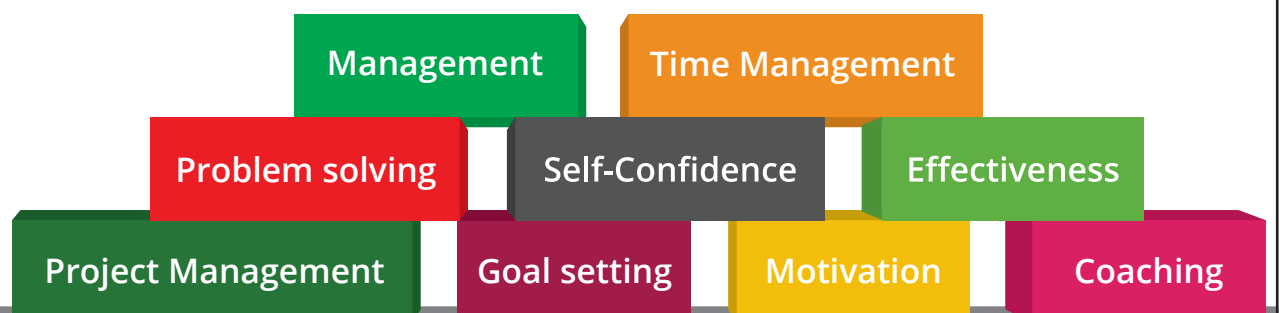 Management
Time Management
Problem solving
Self-Confidence
Effectiveness
Project Management
Goal setting
Motivation
Coaching